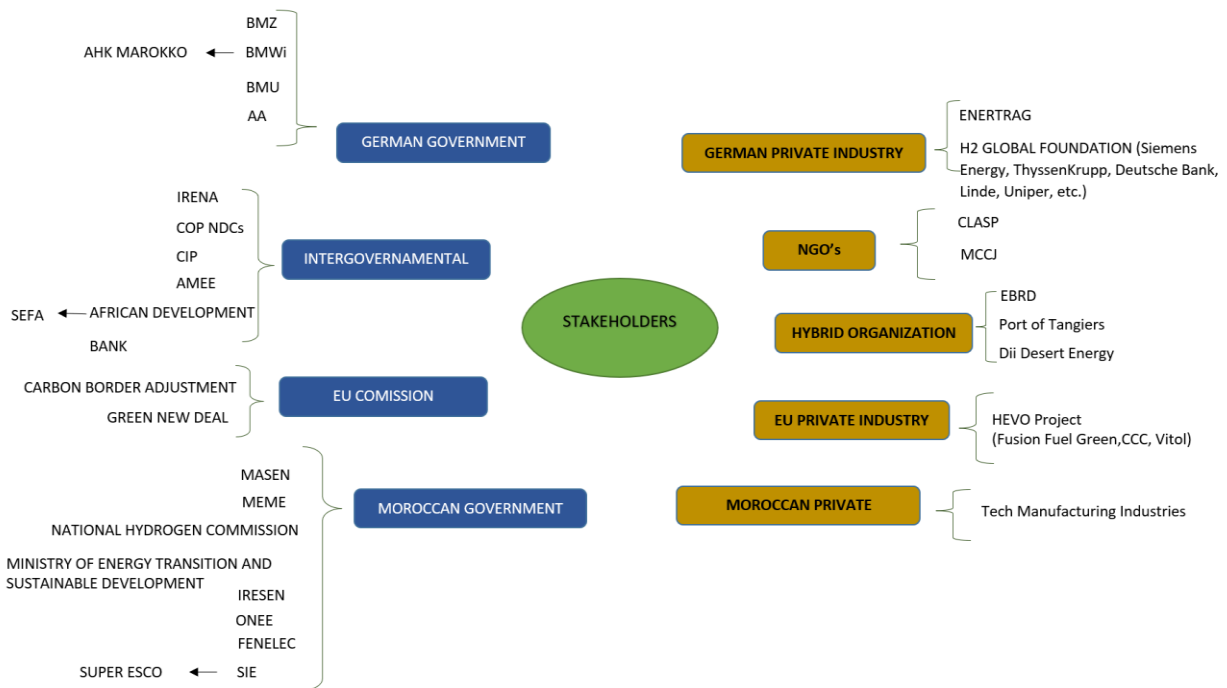 BMZ
AHK MAROKKO
BMWi
BMU
AA
GERMAN GOVERNMENT
IRENA
COP NDCs
CIP
AMEE
SEFA
AFRICAN DEVELOPMENT
BANK
INTERGOVERNAMENTAL
CARBON BORDER ADJUSTMENT
GREEN NEW DEAL
EU COMISSION
MASEN
MEME
NATIONAL HYDROGEN COMMISSION
MINISTRY OF ENERGY TRANSITION AND
SUSTAINABLE DEVELOPMENT
IRESEN
ONEE
FENELEC
SUPER ESCO
SIE
MOROCCAN GOVERNMENT
STAKEHOLDERS
GERMAN PRIVATE INDUSTRY
ENERTRAG
H2 GLOBAL FOUNDATION (Siemens
Energy, ThyssenKrupp, Deutsche Bank,
Linde, Uniper, etc.)
NGO's
CLASP
MCCJ
HYBRID ORGANIZATION
EBRD
Port of Tangiers
Dii Desert Energy
EU PRIVATE INDUSTRY
HEVO Project
(Fusion Fuel Green,CCC, Vitol)
MOROCCAN PRIVATE
Tech Manufacturing Industries